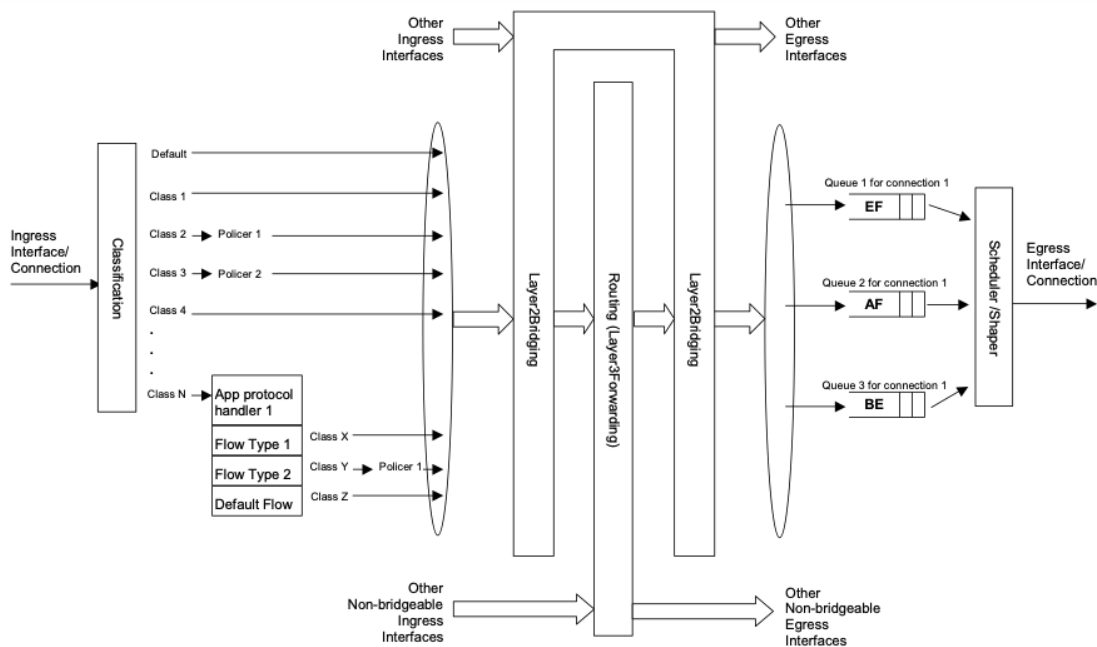 Other
Ingress
Interfaces
Other
Egress
Interfaces
Ingress
Interface/
Connection
Classification
Default
Class 1
Class 2
Policer 1
Class 3
Policer 2
Class 4
.
.
.
Class N
App protocol
handler 1
Flow Type 1
Class X
Flow Type 2
Class Y
Policer 1
Default Flow
Class Z
Layer2Bridging
Routing (Layer3Forwarding)
Layer2Bridging
Queue 1 for connection 1
EF
Queue 2 for connection 1
AF
Queue 3 for connection 1
BE
Scheduler /Shaper
Egress
Interface/
Connection
Other
Non-bridgeable
Ingress
Interfaces
Other
Non-bridgeable
Egress
Interfaces